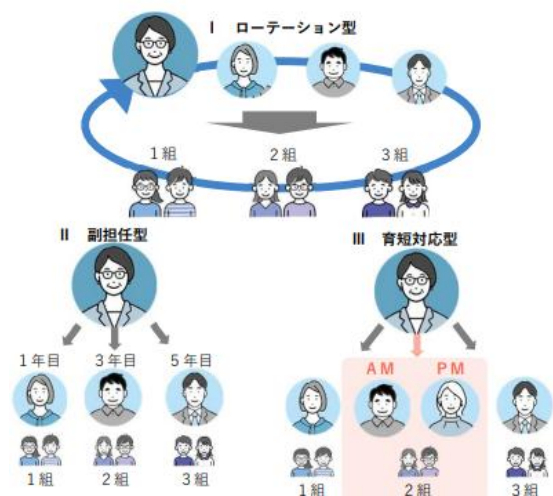 Ⅰ ローテーション型
1組
2組
3組
Ⅱ 副担任型
1年目
3年目
5年目
1組
2組
3組
Ⅲ 育短対応型
AM
PM
1組
2組
3組